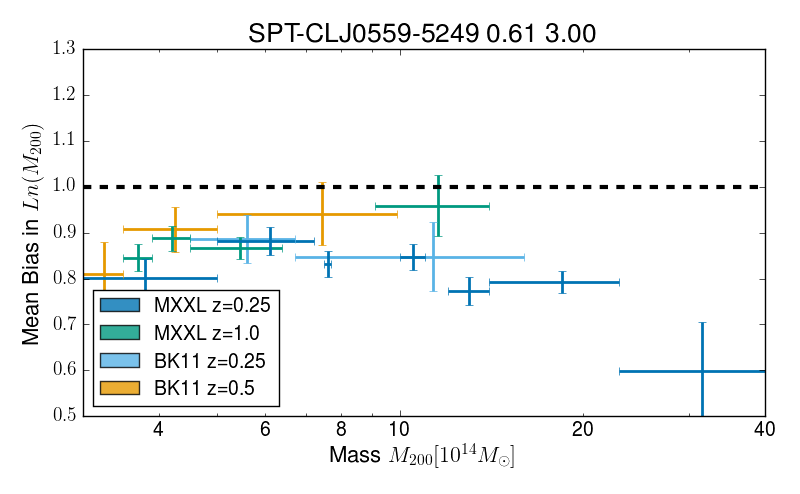 SPT-CLJ0559-5249 0.61 3.00
1.3
1.2
1.1
1.0
0.9
0.8
0.7
0.6
0.5
Mean Bias in Ln(M₂₀₀)
MXXL z=0.25
MXXL z=1.0
BK11 z=0.25
BK11 z=0.5
4 6 8 10 20 40
Mass M₂₀₀[10¹⁴M☉]